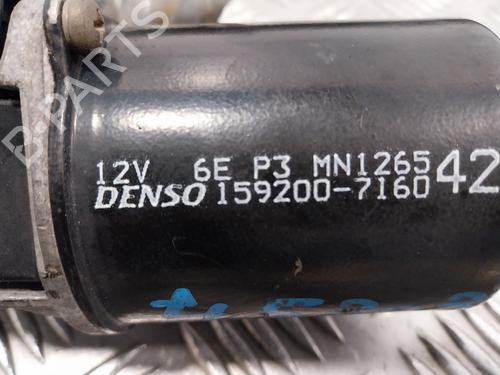 B-PARTS
12V 6E P3 MN1265 42
DENSO 159200-7160